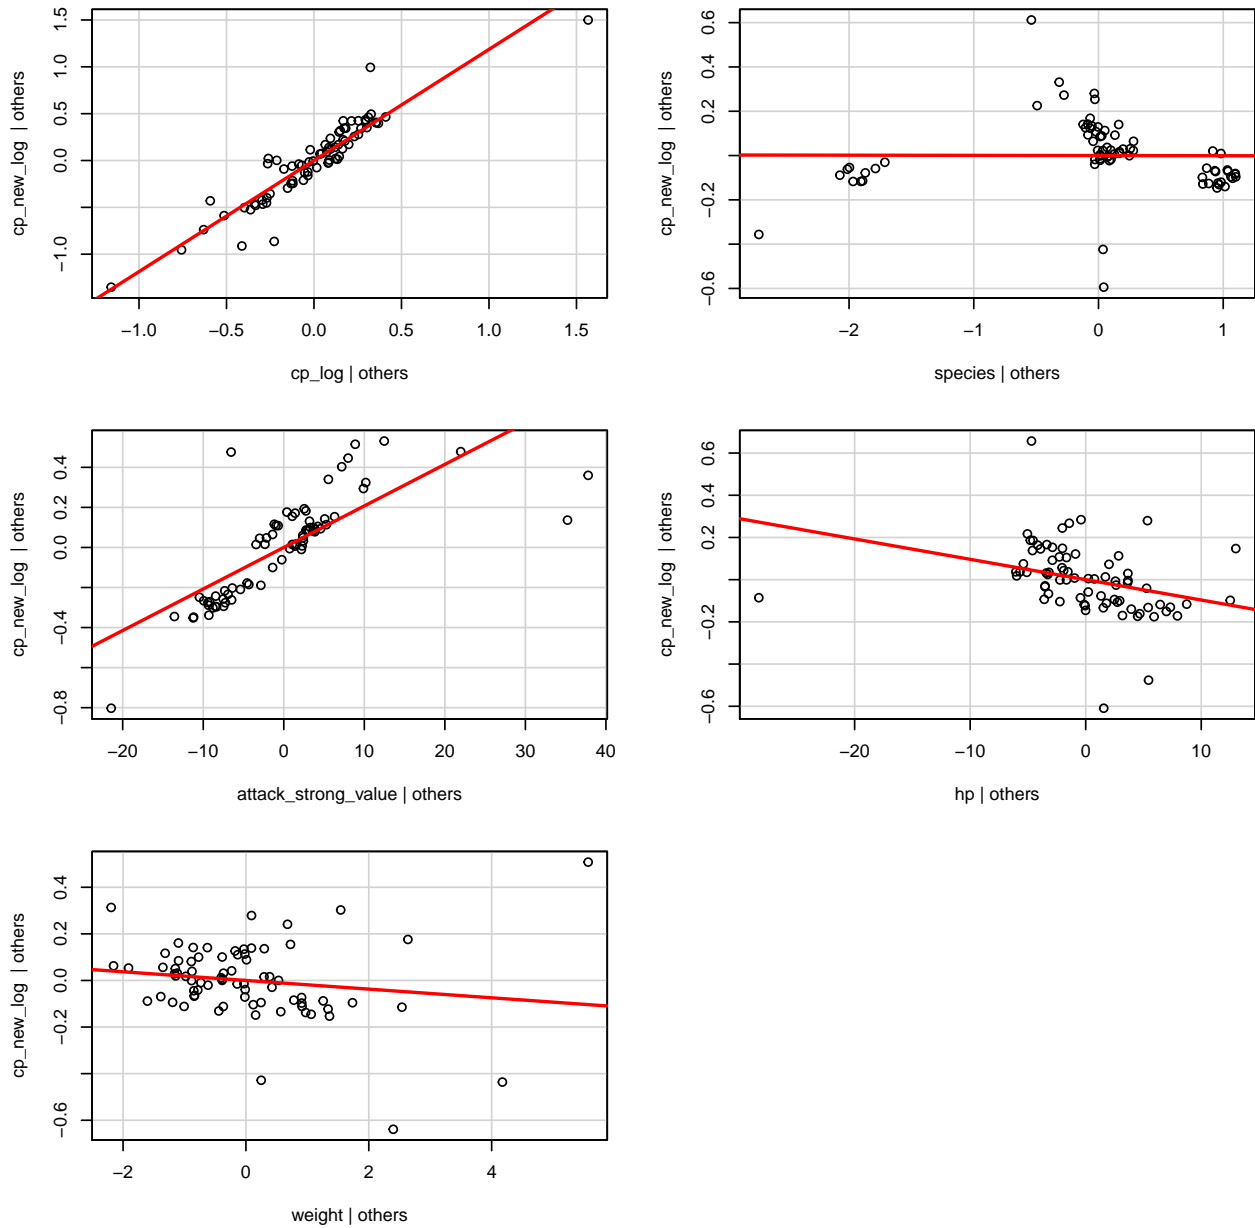 cp_new_log | others
1.5
1.0
0.5
0.0
−1.0
−1.0 −0.5 0.0 0.5 1.0 1.5
cp_log | others
cp_new_log | others
0.6
0.2
−0.2
−0.6
−2 −1 0 1
species | others
cp_new_log | others
0.4
0.2
0.0
−0.4
−0.8
−20 −10 0 10 20 30 40
attack_strong_value | others
cp_new_log | others
0.6
0.4
0.2
−0.2
−0.6
−20 −10 0 10
hp | others
cp_new_log | others
0.4
0.2
0.0
−0.2
−0.6
−2 0 2 4
weight | others